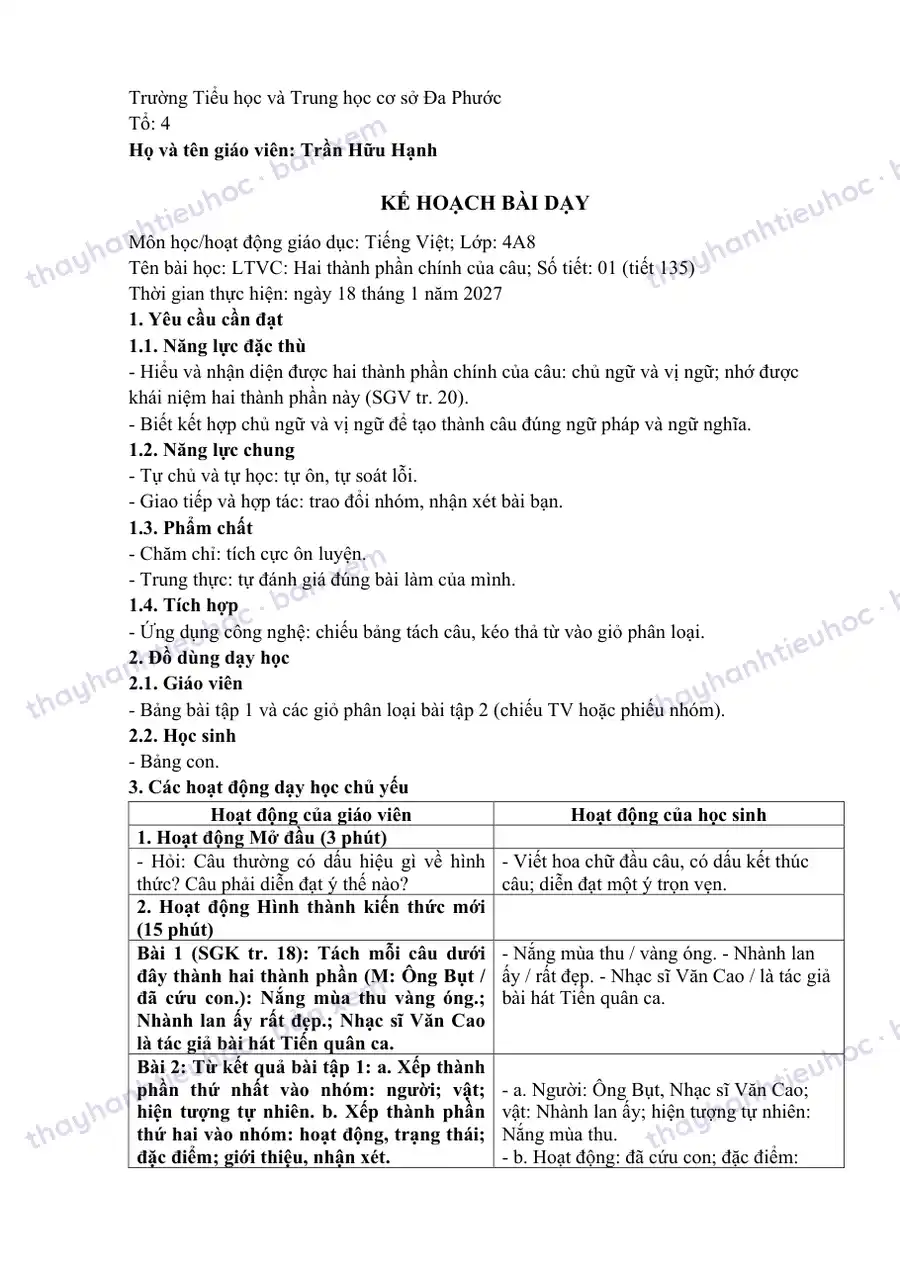 Trường Tiểu học và Trung học cơ sở Đa Phước
Tổ: 4
Họ và tên giáo viên: Trần Hữu Hạnh
KẾ HOẠCH BÀI DẠY
Môn học/hoạt động giáo dục: Tiếng Việt; Lớp: 4A8
Tên bài học: LTVC: Hai thành phần chính của câu; Số tiết: 01 (tiết 135)
Thời gian thực hiện: ngày 18 tháng 1 năm 2027
1. Yêu cầu cần đạt
1.1. Năng lực đặc thù
- Hiểu và nhận diện được hai thành phần chính của câu: chủ ngữ và vị ngữ; nhớ được
khái niệm hai thành phần này (SGV tr. 20).
- Biết kết hợp chủ ngữ và vị ngữ để tạo thành câu đúng ngữ pháp và ngữ nghĩa.
1.2. Năng lực chung
- Tự chủ và tự học: tự ôn, tự soát lỗi.
- Giao tiếp và hợp tác: trao đổi nhóm, nhận xét bài bạn.
1.3. Phẩm chất
- Chăm chỉ: tích cực ôn luyện.
- Trung thực: tự đánh giá đúng bài làm của mình.
1.4. Tích hợp
- Ứng dụng công nghệ: chiếu bảng tách câu, kéo thả từ vào giỏ phân loại.
2. Đồ dùng dạy học
2.1. Giáo viên
- Bảng bài tập 1 và các giỏ phân loại bài tập 2 (chiếu TV hoặc phiếu nhóm).
2.2. Học sinh
- Bảng con.
3. Các hoạt động dạy học chủ yếu
Hoạt động của giáo viên
Hoạt động của học sinh
1. Hoạt động Mở đầu (3 phút)
- Hỏi: Câu thường có dấu hiệu gì về hình
thức? Câu phải diễn đạt ý thế nào?
- Viết hoa chữ đầu câu, có dấu kết thúc
câu; diễn đạt một ý trọn vẹn.
2. Hoạt động Hình thành kiến thức mới
(15 phút)
Bài 1 (SGK tr. 18): Tách mỗi câu dưới
đây thành hai thành phần (M: Ông Bụt /
đã cứu con.): Nắng mùa thu vàng óng.;
Nhành lan ấy rất đẹp.; Nhạc sĩ Văn Cao
là tác giả bài hát Tiến quân ca.
- Nắng mùa thu / vàng óng. - Nhành lan
ấy / rất đẹp. - Nhạc sĩ Văn Cao / là tác giả
bài hát Tiến quân ca.
Bài 2: Từ kết quả bài tập 1: a. Xếp thành
phần thứ nhất vào nhóm: người; vật;
hiện tượng tự nhiên. b. Xếp thành phần
thứ hai vào nhóm: hoạt động, trạng thái;
đặc điểm; giới thiệu, nhận xét.
- a. Người: Ông Bụt, Nhạc sĩ Văn Cao;
vật: Nhành lan ấy; hiện tượng tự nhiên:
Nắng mùa thu.
- b. Hoạt động: đã cứu con; đặc điểm:
thayhanhtieuhoc · bản xem
thayhanhtieuhoc · b
thayhanhtieuhoc · bản xem
thayhanhtieuhoc · b
thayhanhtieuhoc · bản xem
thayhanhtieuhoc · b